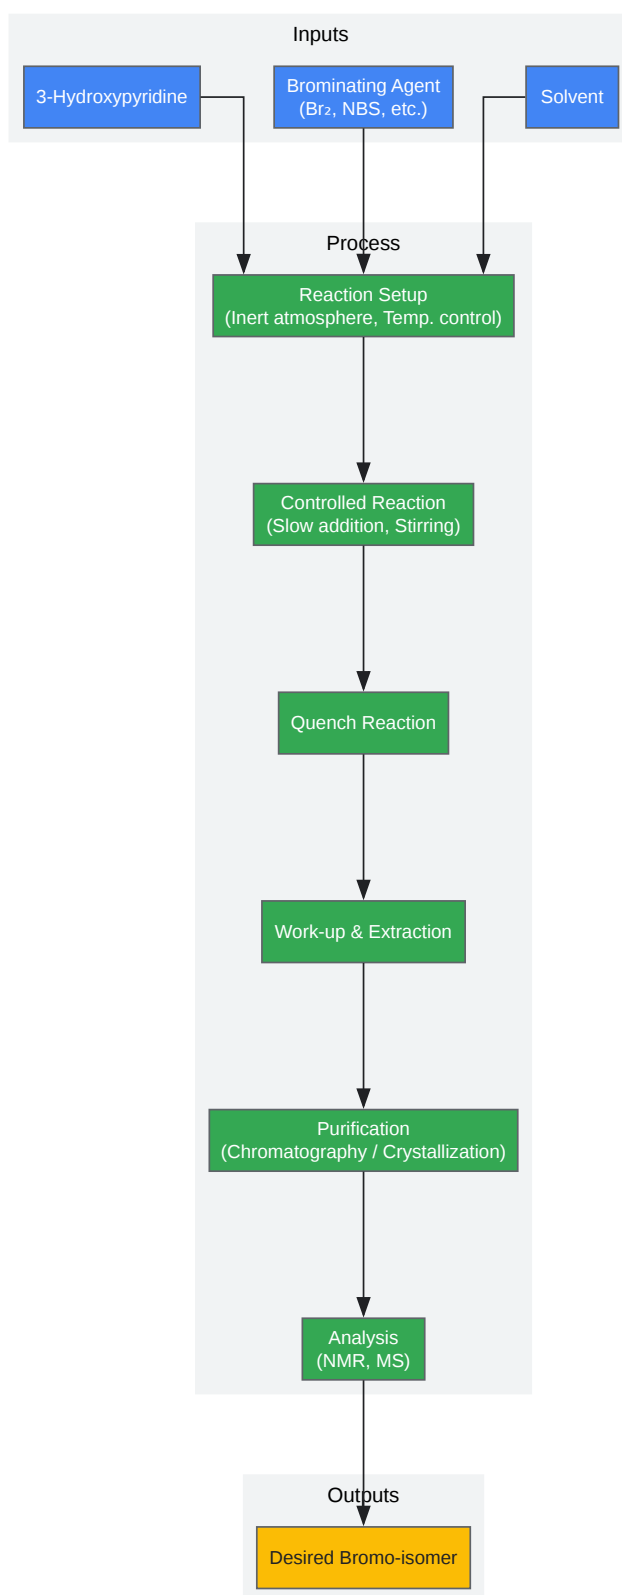 Inputs
3-Hydroxypyridine
Brominating Agent
(Br₂, NBS, etc.)
Solvent
Process
Reaction Setup
(Inert atmosphere, Temp. control)
Controlled Reaction
(Slow addition, Stirring)
Quench Reaction
Work-up & Extraction
Purification
(Chromatography / Crystallization)
Analysis
(NMR, MS)
Outputs
Desired Bromo-isomer